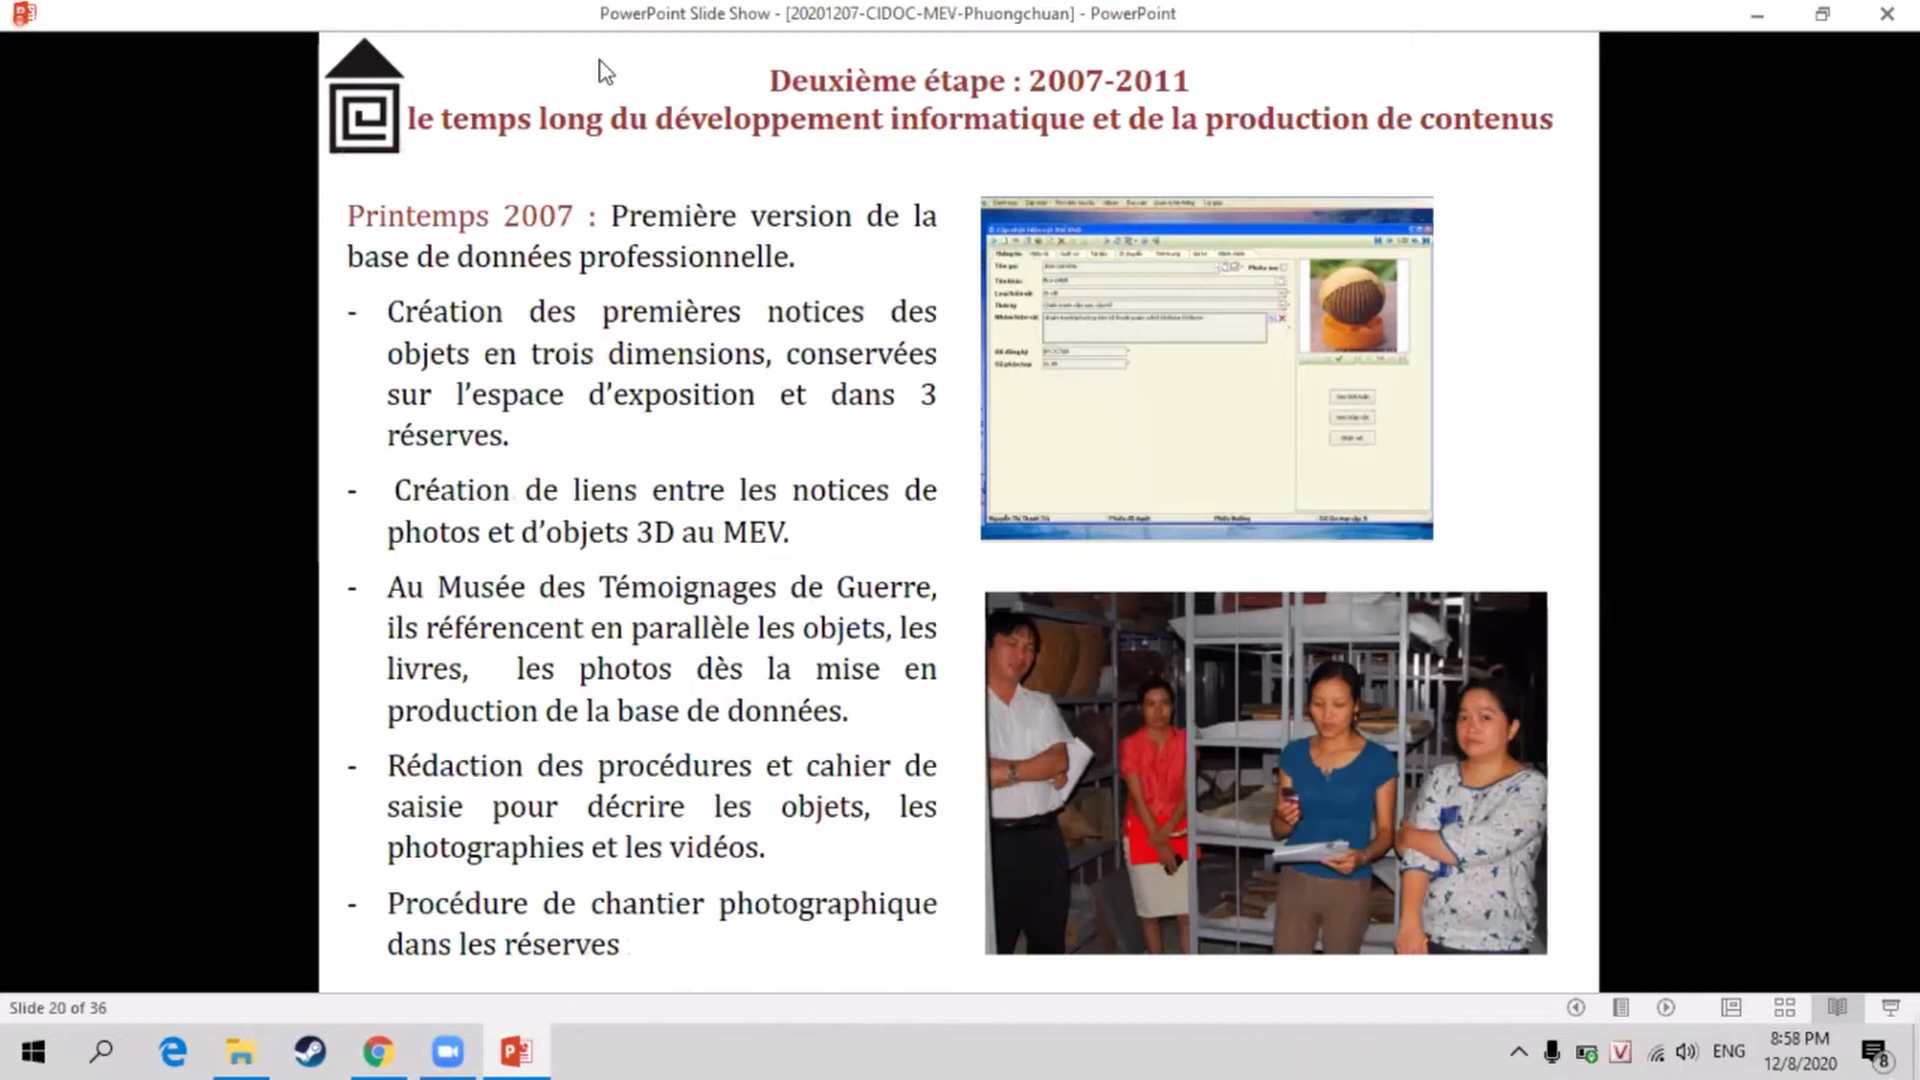 PowerPoint Slide Show - [20201207-CIDOC-MEV-Phuongchuan] - PowerPoint
Deuxième étape : 2007-2011
le temps long du développement informatique et de la production de contenus
Printemps 2007 : Première version de la
base de données professionnelle.
- Création des premières notices des
objets en trois dimensions, conservées
sur l’espace d’exposition et dans 3
réserves.
- Création de liens entre les notices de
photos et d’objets 3D au MEV.
- Au Musée des Témoignages de Guerre,
ils référencent en parallèle les objets, les
livres, les photos dès la mise en
production de la base de données.
- Rédaction des procédures et cahier de
saisie pour décrire les objets, les
photographies et les vidéos.
- Procédure de chantier photographique
dans les réserves
Slide 20 of 36
ENG
8:58 PM
12/8/2020
8